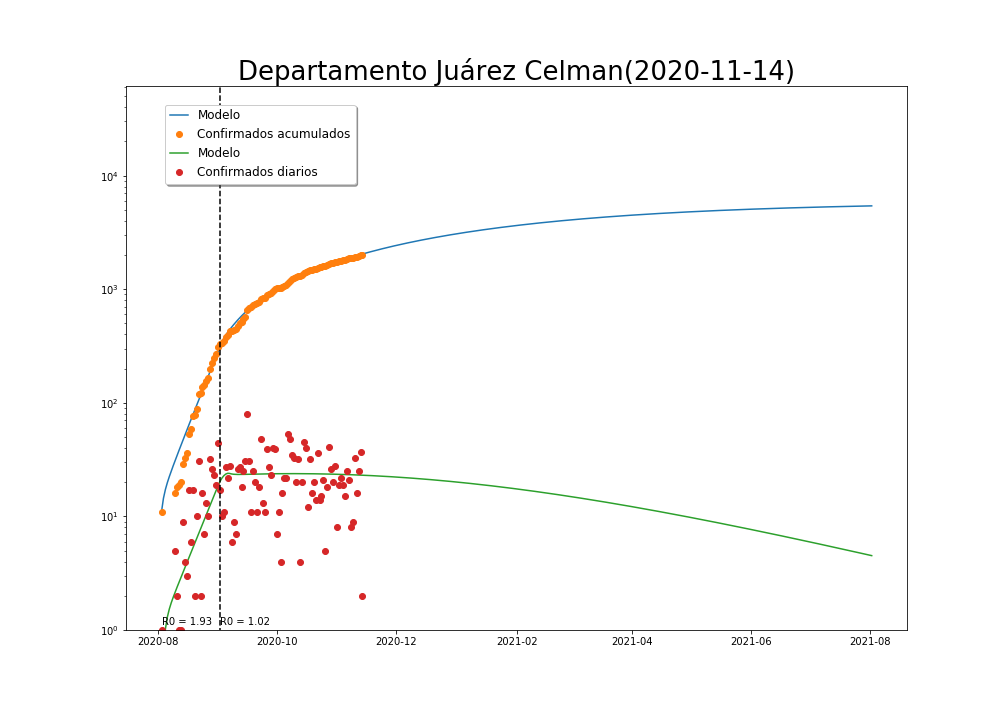 Departamento Juárez Celman(2020-11-14)
Modelo
Confirmados acumulados
Modelo
Confirmados diarios
10⁴
10³
10²
10¹
10⁰
R0 = 1.93 R0 = 1.02
2020-08 2020-10 2020-12 2021-02 2021-04 2021-06 2021-08